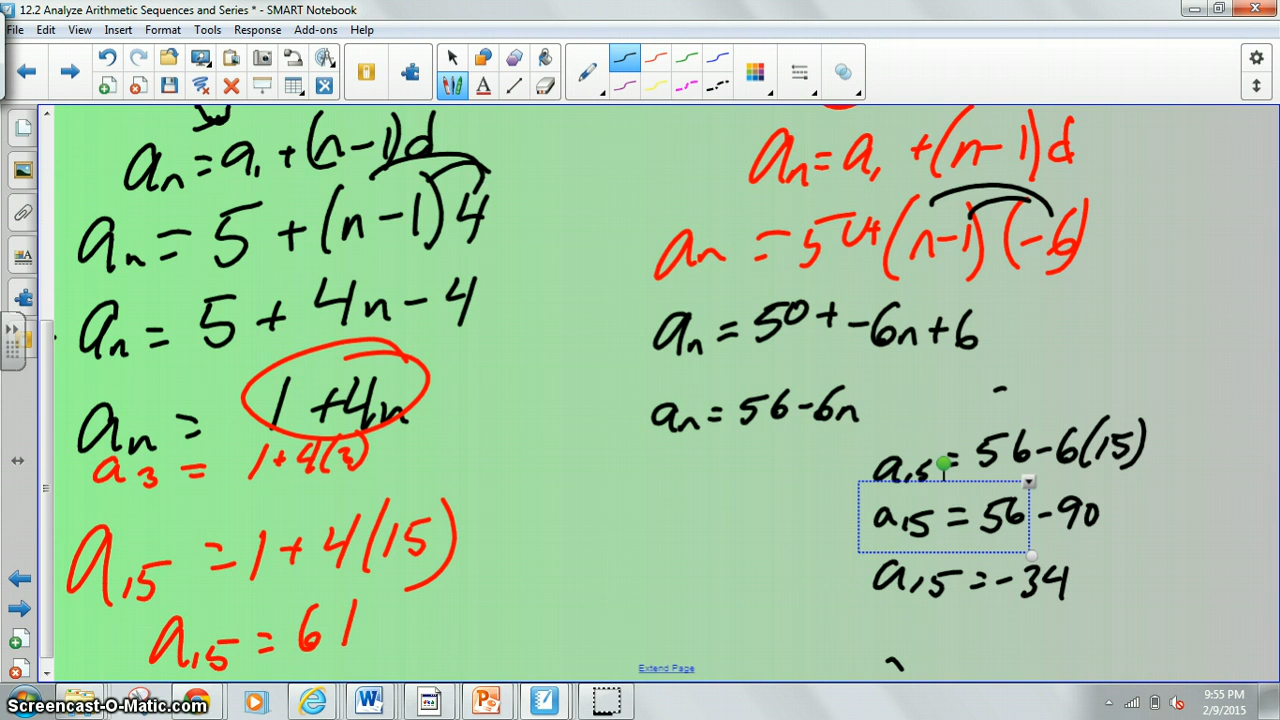 12.2 Analyze Arithmetic Sequences and Series * - SMART Notebook
File Edit View Insert Format Tools Response Add-ons Help
an = a1 + (n-1)d
an = 5 + (n-1)4
an = 5 + 4n - 4
an = 1 + 4n
a3 = 1+4(3)
a15 = 1 + 4(15)
a15 = 61
an = a1 + (n-1)d
(n-1)(-6)
an = 50 + -6n + 6
an = 56-6n
a15 = 56-6(15)
a15 = 56-90
a15 = -34
Extend Page
Screencast-O-Matic.com
9:55 PM
2/9/2015